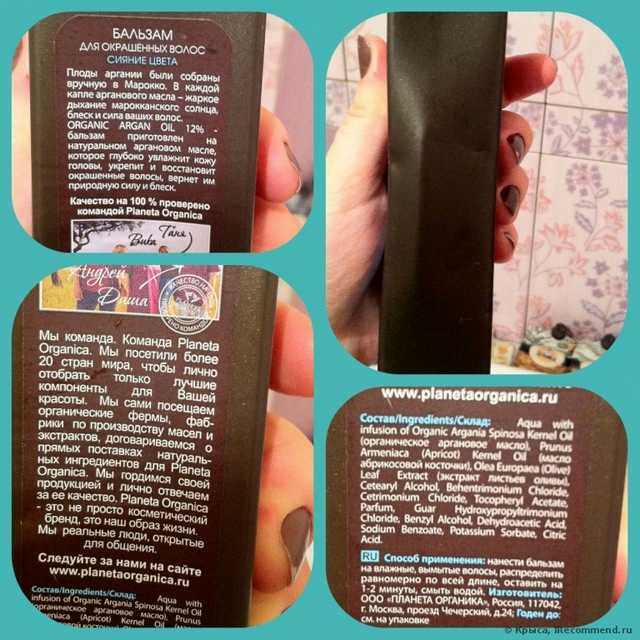 БАЛЬЗАМ
ДЛЯ ОКРАШЕННЫХ ВОЛОС
СИЯНИЕ ЦВЕТА
Плоды аргании были собраны
вручную в Марокко. В каждой
капле арганового масла – жаркое
дыхание марокканского солнца,
блеск и сила ваших волос.
ORGANIC ARGAN OIL 12% -
бальзам приготовлен на
натуральном аргановом масле,
которое глубоко увлажнит кожу
головы, укрепит и восстановит
окрашенные волосы, вернет им
природную силу и блеск.
Качество на 100 % проверено
командой Planeta Organica
Вика Таня
Андрей
Даша
Мы команда. Команда Planeta
Organica. Мы посетили более
20 стран мира, чтобы лично
отобрать только лучшие
компоненты для Вашей
красоты. Мы сами посещаем
органические фермы, фаб-
рики по производству масел и
экстрактов, договариваемся о
прямых поставках натураль-
ных ингредиентов для Planeta
Organica. Мы гордимся своей
продукцией и лично отвечаем
за ее качество, Planeta Organica
- это не просто косметический
бренд, это наш образ жизни.
Мы реальные люди, открытые
для общения.
Следуйте за нами на сайте
www.planetaorganica.ru
Состав/Ingredients/Склад: Aqua with
infusion of Organic Argania Spinosa Kernel Oil
(органическое аргановое масло), Prunus
Armeniaca (Apricot) Kernel Oil (масло
www.planetaorganica.ru
Состав/Ingredients/Склад: Aqua with
infusion of Organic Argania Spinosa Kernel Oil
(органическое аргановое масло), Prunus
Armeniaca (Apricot) Kernel Oil (масло
абрикосовой косточки), Olea Europaea (Olive)
Leaf Extract (экстракт листьев оливы),
Cetearyl Alcohol, Behentrimonium Chloride,
Cetrimonium Chloride, Tocopheryl Acetate,
Parfum, Guar Hydroxypropyltrimonium
Chloride, Benzyl Alcohol, Dehydroacetic Acid,
Sodium Benzoate, Potassium Sorbate, Citric
Acid.
RU Способ применения: нанести бальзам
на влажные, вымытые волосы, распределить
равномерно по всей длине, оставить на
1-2 минуты, смыть водой. Изготовитель:
ООО «ПЛАНЕТА ОРГАНИКА», Россия, 117042,
г. Москва, проезд Чечерский, д.24; Годен до:
см. на упаковке
© Крыса, irecommend.ru